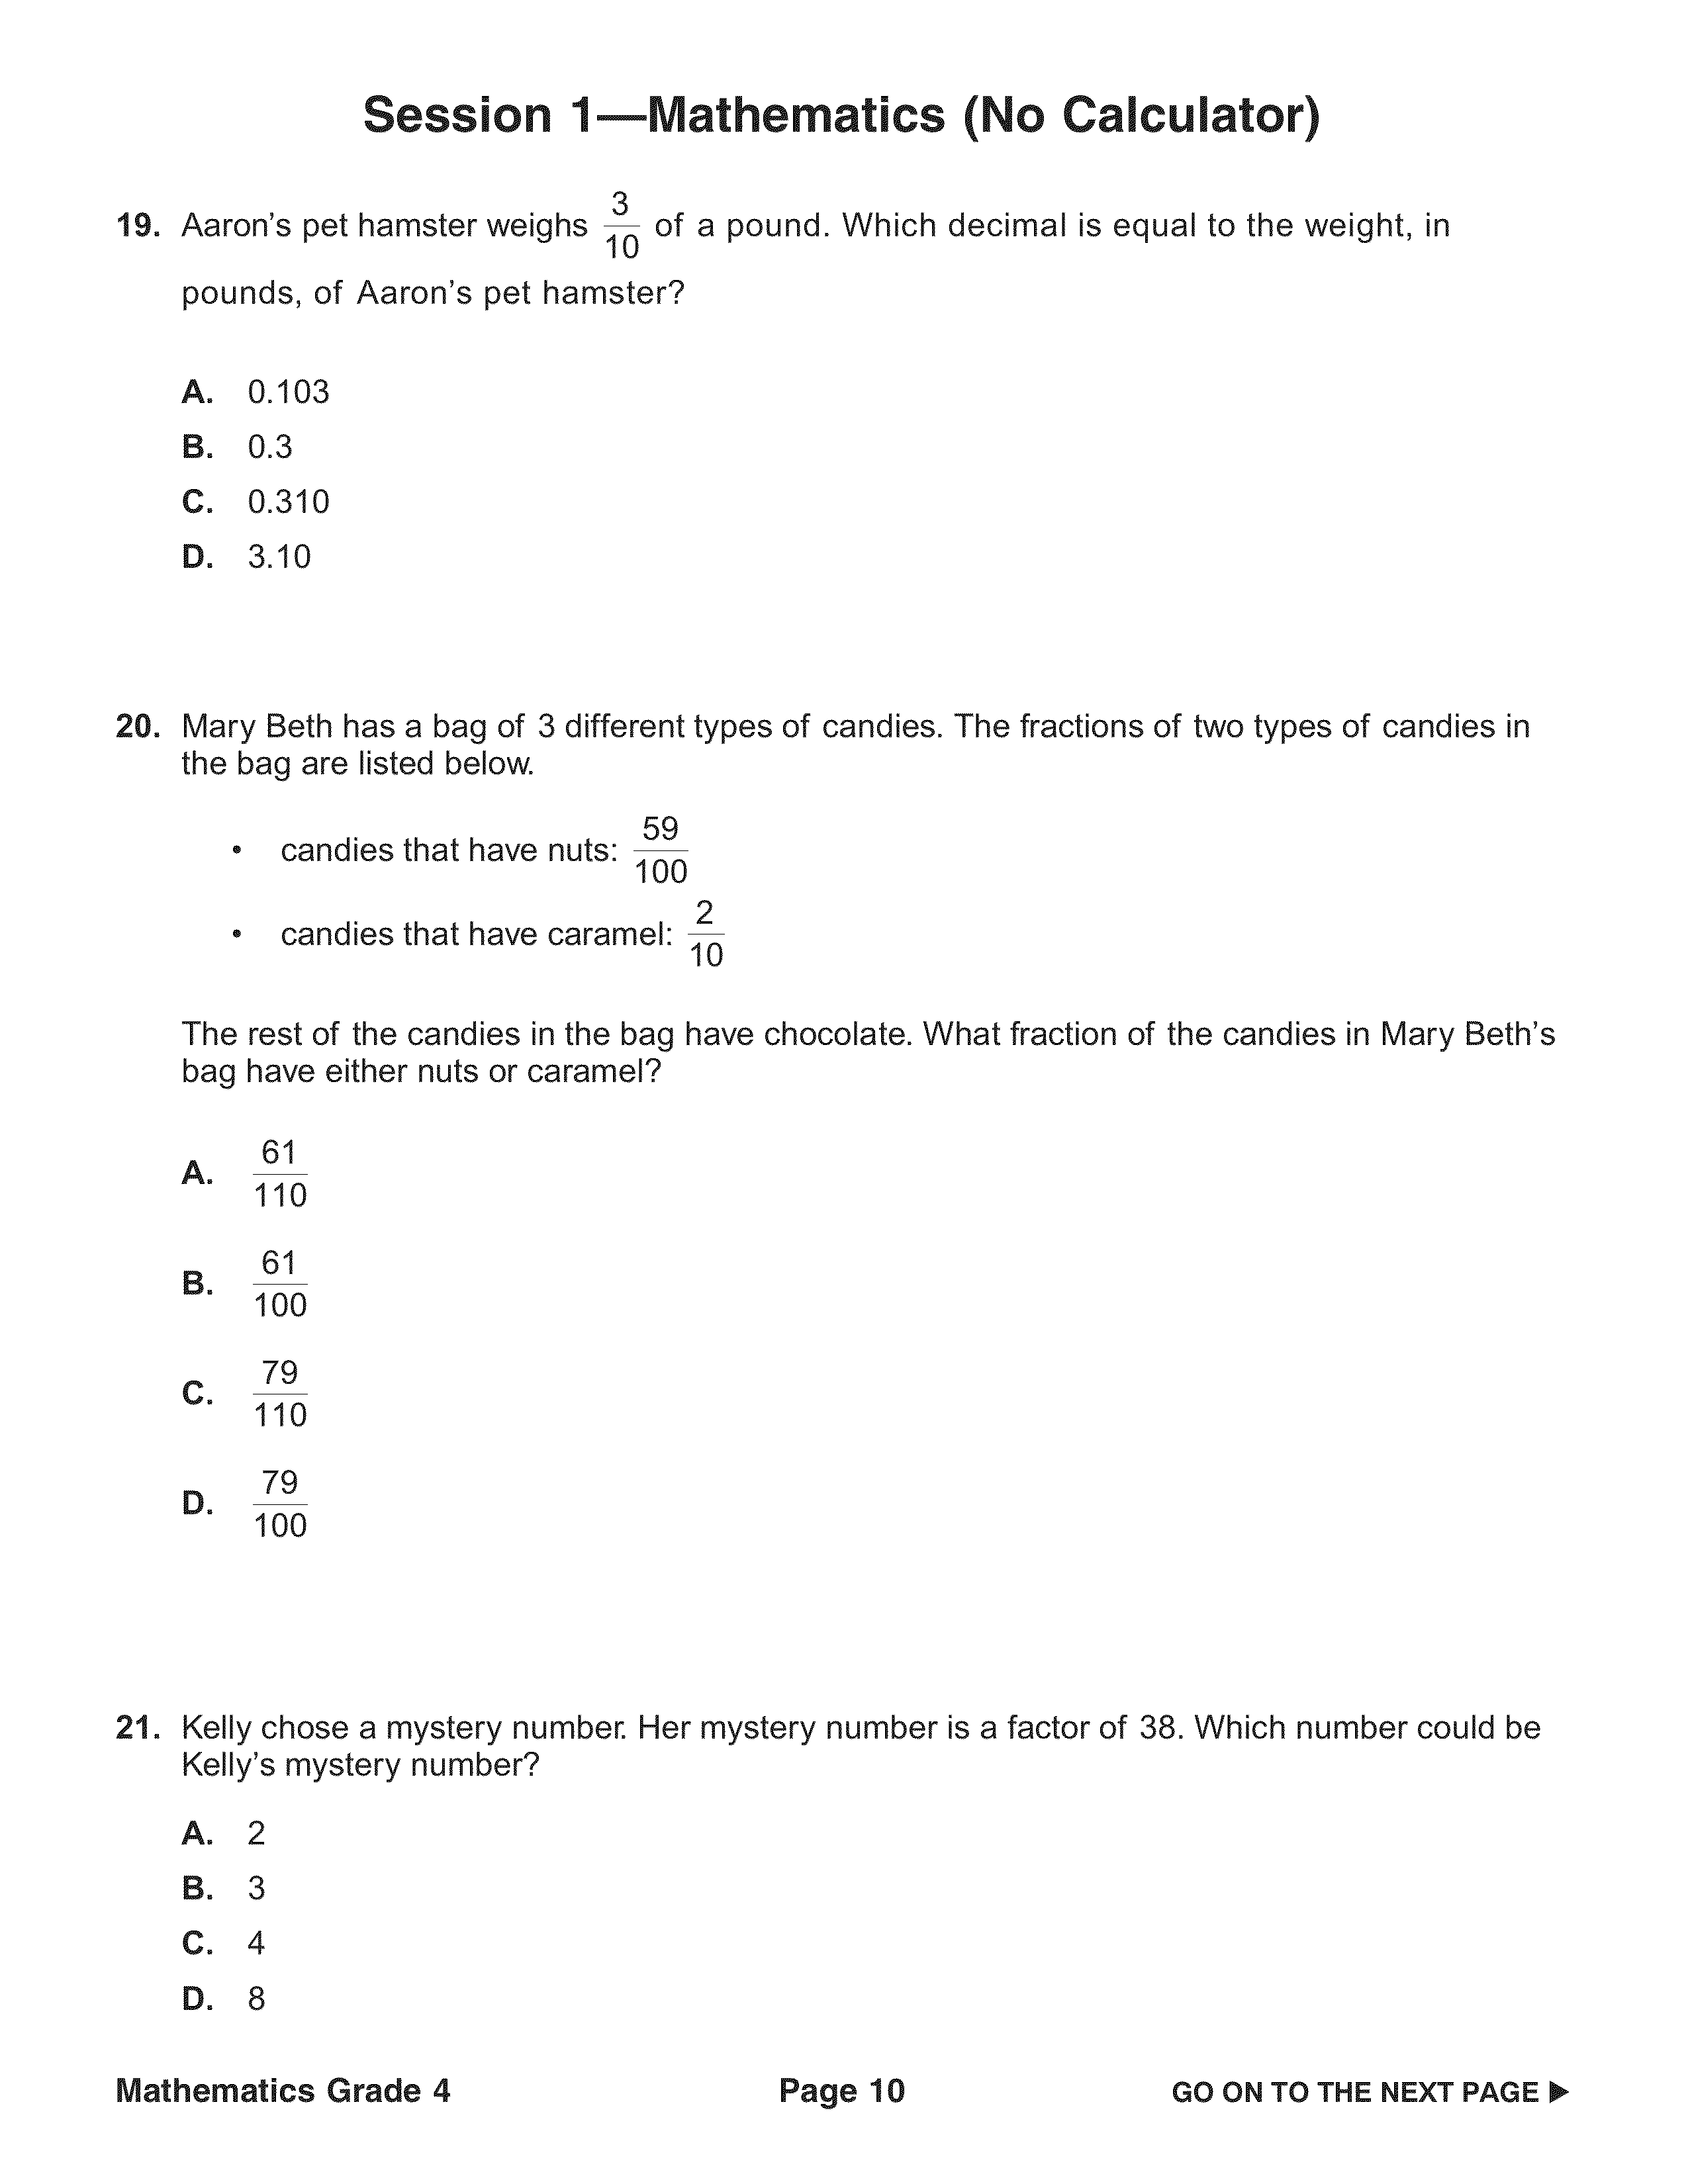 Session 1—Mathematics (No Calculator)
19. Aaron's pet hamster weighs 3/10 of a pound. Which decimal is equal to the weight, in
pounds, of Aaron's pet hamster?
A. 0.103
B. 0.3
C. 0.310
D. 3.10
20. Mary Beth has a bag of 3 different types of candies. The fractions of two types of candies in
the bag are listed below.
• candies that have nuts: 59/100
• candies that have caramel: 2/10
The rest of the candies in the bag have chocolate. What fraction of the candies in Mary Beth's
bag have either nuts or caramel?
A. 61/110
B. 61/100
C. 79/110
D. 79/100
21. Kelly chose a mystery number. Her mystery number is a factor of 38. Which number could be
Kelly's mystery number?
A. 2
B. 3
C. 4
D. 8
Mathematics Grade 4 Page 10 GO ON TO THE NEXT PAGE ▶